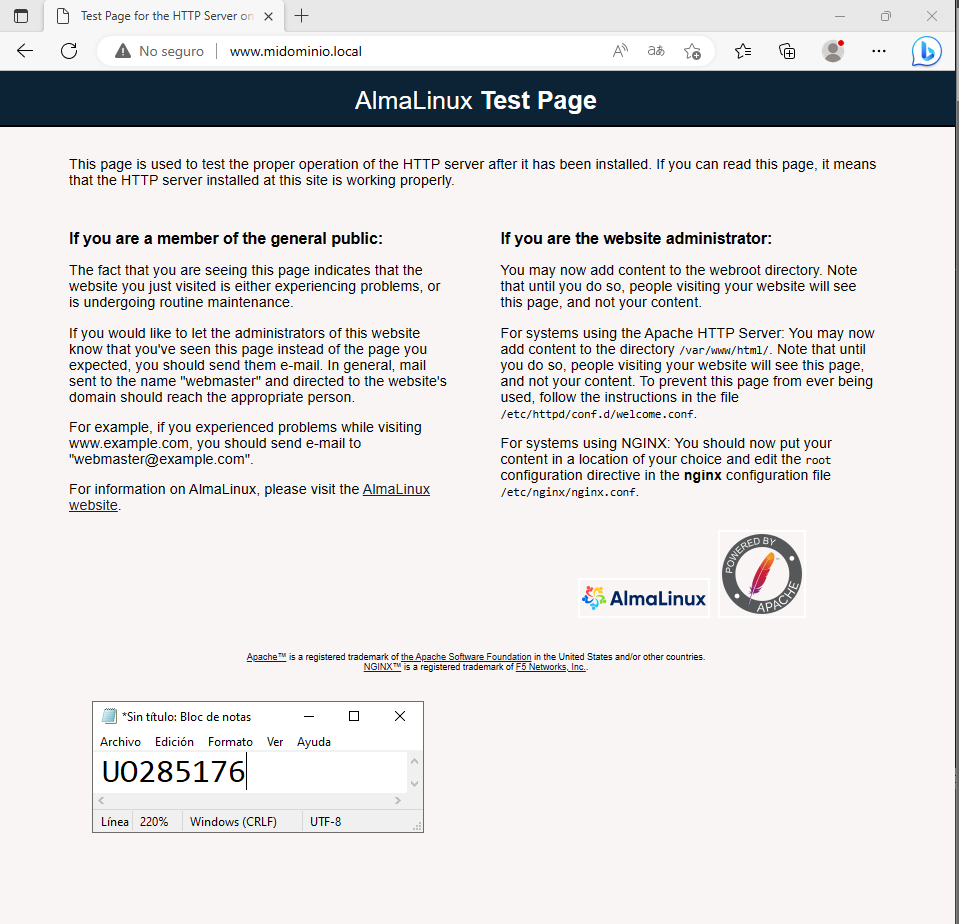 Test Page for the HTTP Server on
No seguro
www.midominio.local
AlmaLinux Test Page
This page is used to test the proper operation of the HTTP server after it has been installed. If you can read this page, it means
that the HTTP server installed at this site is working properly.
If you are a member of the general public:
The fact that you are seeing this page indicates that the
website you just visited is either experiencing problems, or
is undergoing routine maintenance.
If you would like to let the administrators of this website
know that you've seen this page instead of the page you
expected, you should send them e-mail. In general, mail
sent to the name "webmaster" and directed to the website's
domain should reach the appropriate person.
For example, if you experienced problems while visiting
www.example.com, you should send e-mail to
"webmaster@example.com".
For information on AlmaLinux, please visit the AlmaLinux
website.
If you are the website administrator:
You may now add content to the webroot directory. Note
that until you do so, people visiting your website will see
this page, and not your content.
For systems using the Apache HTTP Server: You may now
add content to the directory /var/www/html/. Note that until
you do so, people visiting your website will see this page,
and not your content. To prevent this page from ever being
used, follow the instructions in the file
/etc/httpd/conf.d/welcome.conf.
For systems using NGINX: You should now put your
content in a location of your choice and edit the root
configuration directive in the nginx configuration file
/etc/nginx/nginx.conf.
AlmaLinux
POWERED BY
APACHE
Apache™ is a registered trademark of the Apache Software Foundation in the United States and/or other countries.
NGINX™ is a registered trademark of F5 Networks, Inc..
*Sin título: Bloc de notas
Archivo Edición Formato Ver Ayuda
UO285176
Línea 220% Windows (CRLF) UTF-8